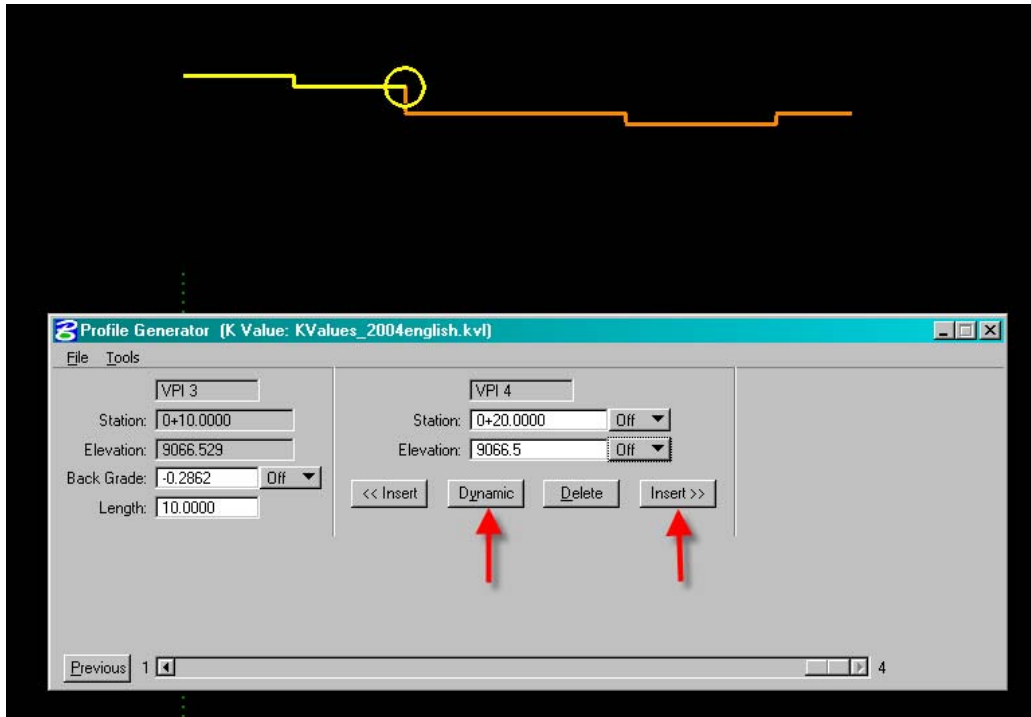 Profile Generator (K Value: KValues_2004english.kvl)
File Tools
VPI 3 VPI 4
Station: 0+10.0000 Station: 0+20.0000 Off
Elevation: 9066.529 Elevation: 9066.5 Off
Back Grade: -0.2862 Off
Length: 10.0000
<< Insert Dynamic Delete Insert >>
Previous 1 4